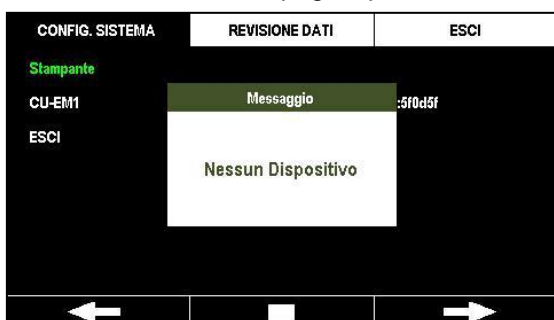 CONFIG. SISTEMA REVISIONE DATI ESCI
Stampante
Messaggio
CU-EM1 :5f0d5f
ESCI
Nessun Dispositivo